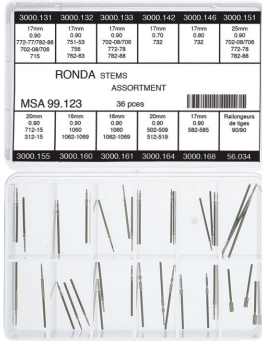 3000.131 3000.132 3000.133 3000.142 3000.146 3000.151
17mm 17mm 17mm 17mm 17mm 25mm
0.90 0.90 0.90 0.70 0.80 0.90
772-77/782-88 751-53 702-08/706 732 732 702-08/706
702-08/706 756 772-78 772-78
715 762-63 782-88 782-88
RONDA STEMS
ASSORTMENT
MSA 99.123 36 pces
20mm 16mm 16mm 20mm 17mm Rallongeurs
0.90 0.90 0.90 0.90 0.90 de tiges
712-15 1060 1060 502-509 582-585 90/90
312-15 1062-1069 1062-1069 512-519
3000.155 3000.160 3000.161 3000.164 3000.168 56.034